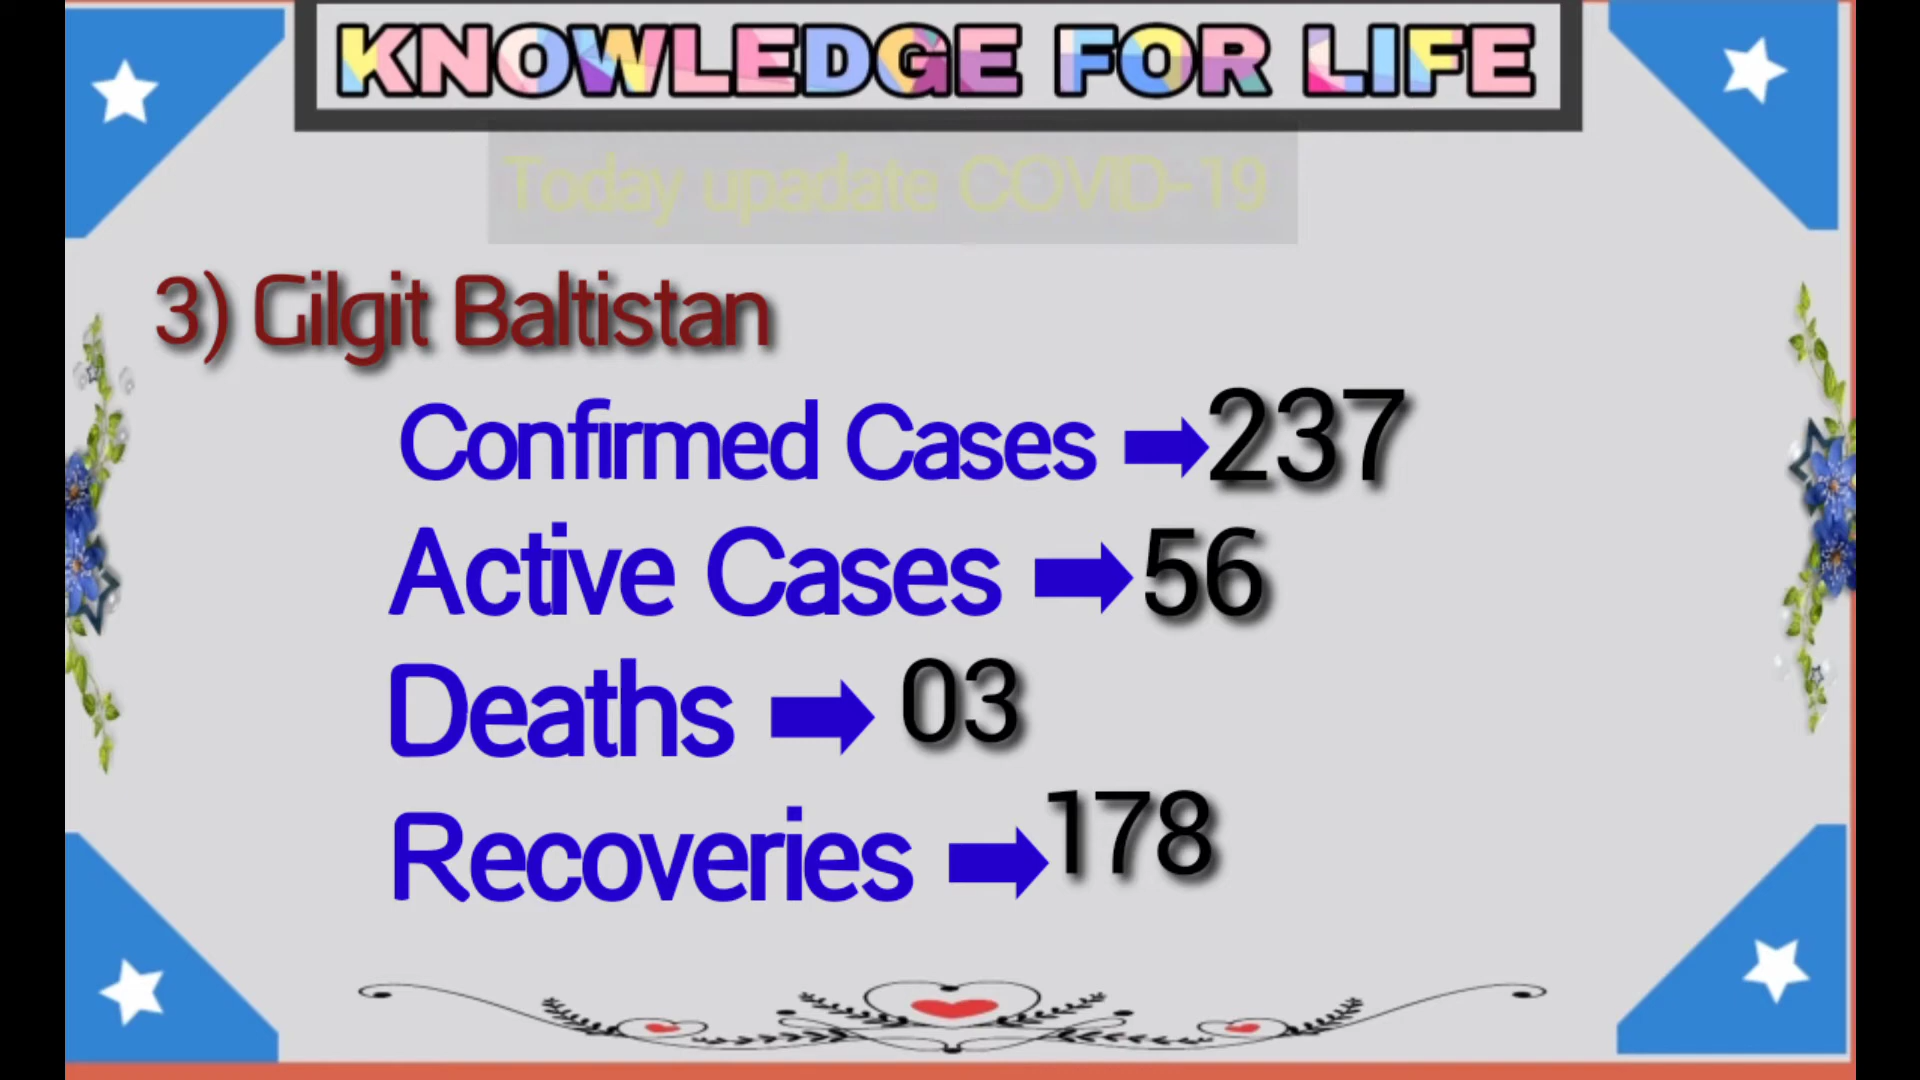 KNOWLEDGE FOR LIFE
Today upadate COVID-19
3) Gilgit Baltistan
Confirmed Cases ➡237
Active Cases ➡56
Deaths ➡ 03
Recoveries ➡178